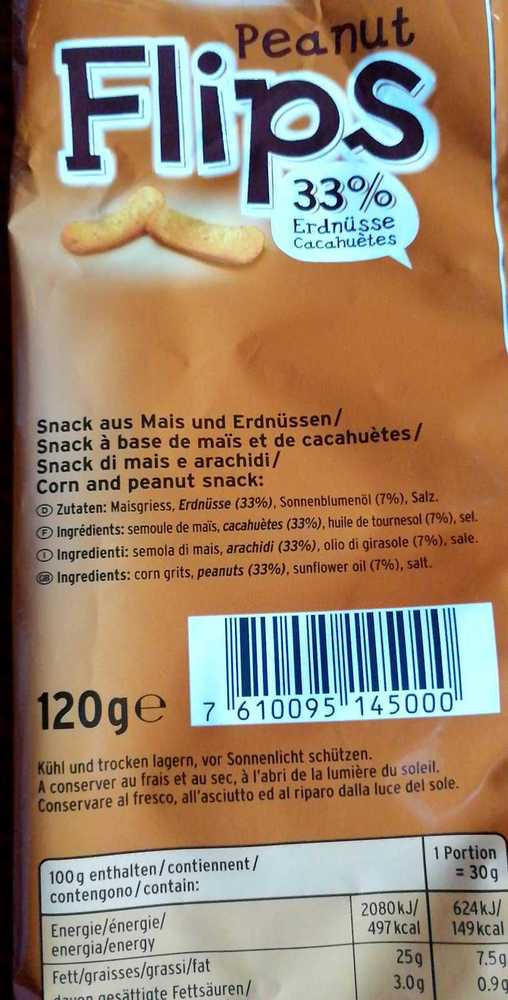 Peanut
Flips
33%
Erdnüsse
Cacahuètes
Snack aus Mais und Erdnüssen/
Snack à base de maïs et de cacahuètes/
Snack di mais e arachidi/
Corn and peanut snack:
D Zutaten: Maisgriess, Erdnüsse (33%), Sonnenblumenöl (7%), Salz.
F Ingrédients: semoule de maïs, cacahuètes (33%), huile de tournesol (7%), sel.
I Ingredienti: semola di mais, arachidi (33%), olio di girasole (7%), sale.
GB Ingredients: corn grits, peanuts (33%), sunflower oil (7%), salt.
120g e
7 610095 145000
Kühl und trocken lagern, vor Sonnenlicht schützen.
A conserver au frais et au sec, à l'abri de la lumière du soleil.
Conservare al fresco, all'asciutto ed al riparo dalla luce del sole.
100g enthalten/contiennent/
contengono/contain:
1 Portion
= 30g
Energie/énergie/
energia/energy
2080kJ/
497kcal
624kJ/
149kcal
Fett/graisses/grassi/fat
25g
7.5g
davon gesättigte Fettsäuren/
3.0g
0.9g